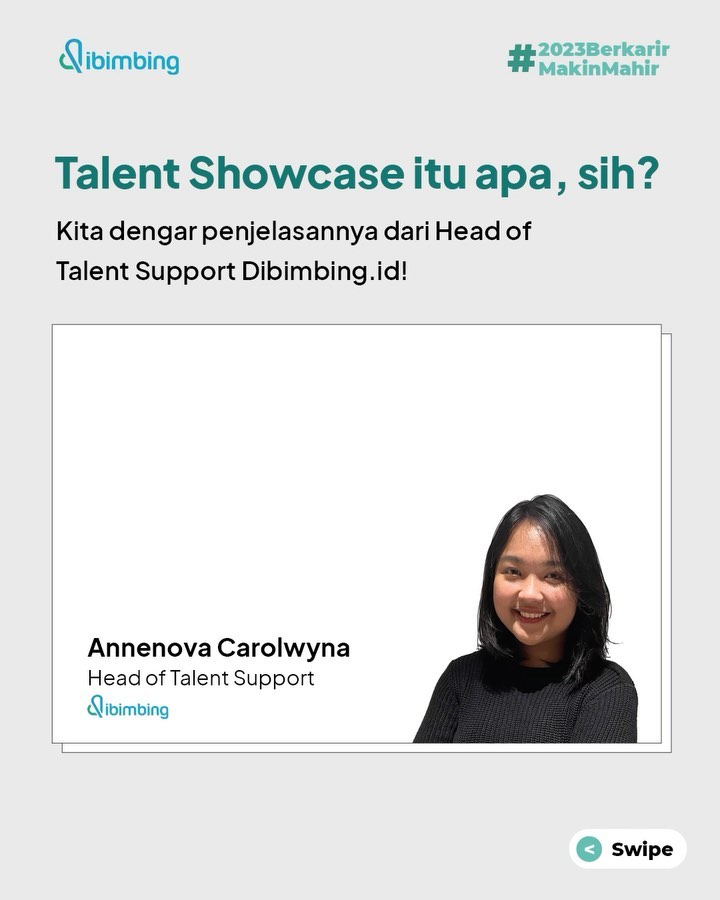 dibimbing
#2023Berkarir
MakinMahir
Talent Showcase itu apa, sih?
Kita dengar penjelasannya dari Head of
Talent Support Dibimbing.id!
Annenova Carolwyna
Head of Talent Support
dibimbing
< Swipe